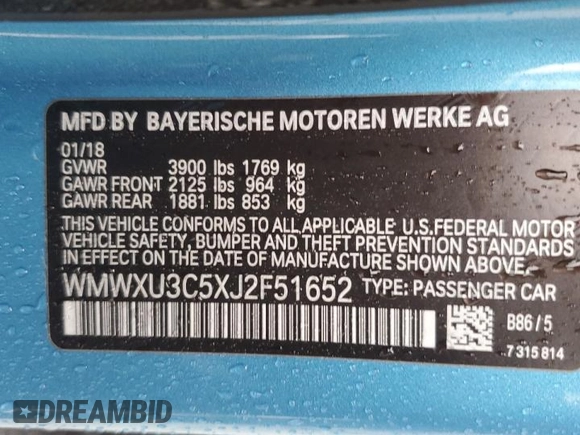 MFD BY BAYERISCHE MOTOREN WERKE AG
01/18
GVWR 3900 lbs 1769 kg
GAWR FRONT 2125 lbs 964 kg
GAWR REAR 1881 lbs 853 kg
THIS VEHICLE CONFORMS TO ALL APPLICABLE U.S.FEDERAL MOTOR
VEHICLE SAFETY, BUMPER AND THEFT PREVENTION STANDARDS
IN EFFECT ON THE DATE OF MANUFACTURE SHOWN ABOVE.
WMWXU3C5XJ2F51652 TYPE: PASSENGER CAR
B86 / 5
7 315 814
DREAMBID